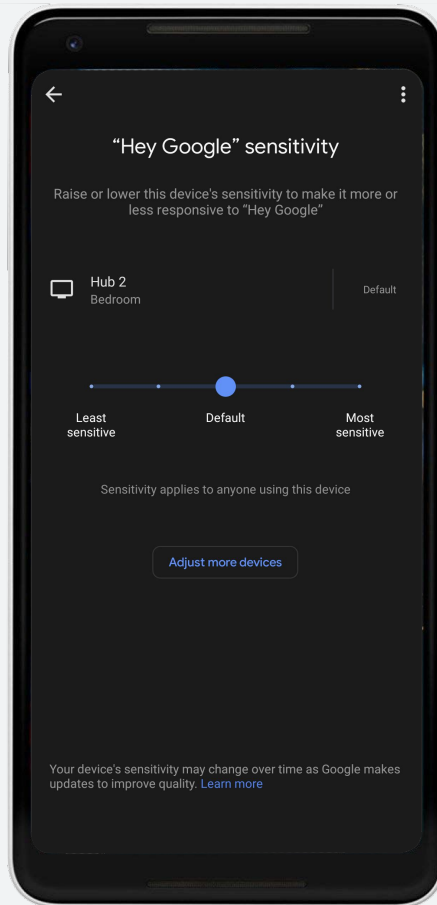 “Hey Google” sensitivity
Raise or lower this device's sensitivity to make it more or
less responsive to “Hey Google“
Hub 2
Bedroom
Default
Least
sensitive
Default
Most
sensitive
Sensitivity applies to anyone using this device
Adjust more devices
Your device's sensitivity may change over time as Google makes
updates to improve quality. Learn more